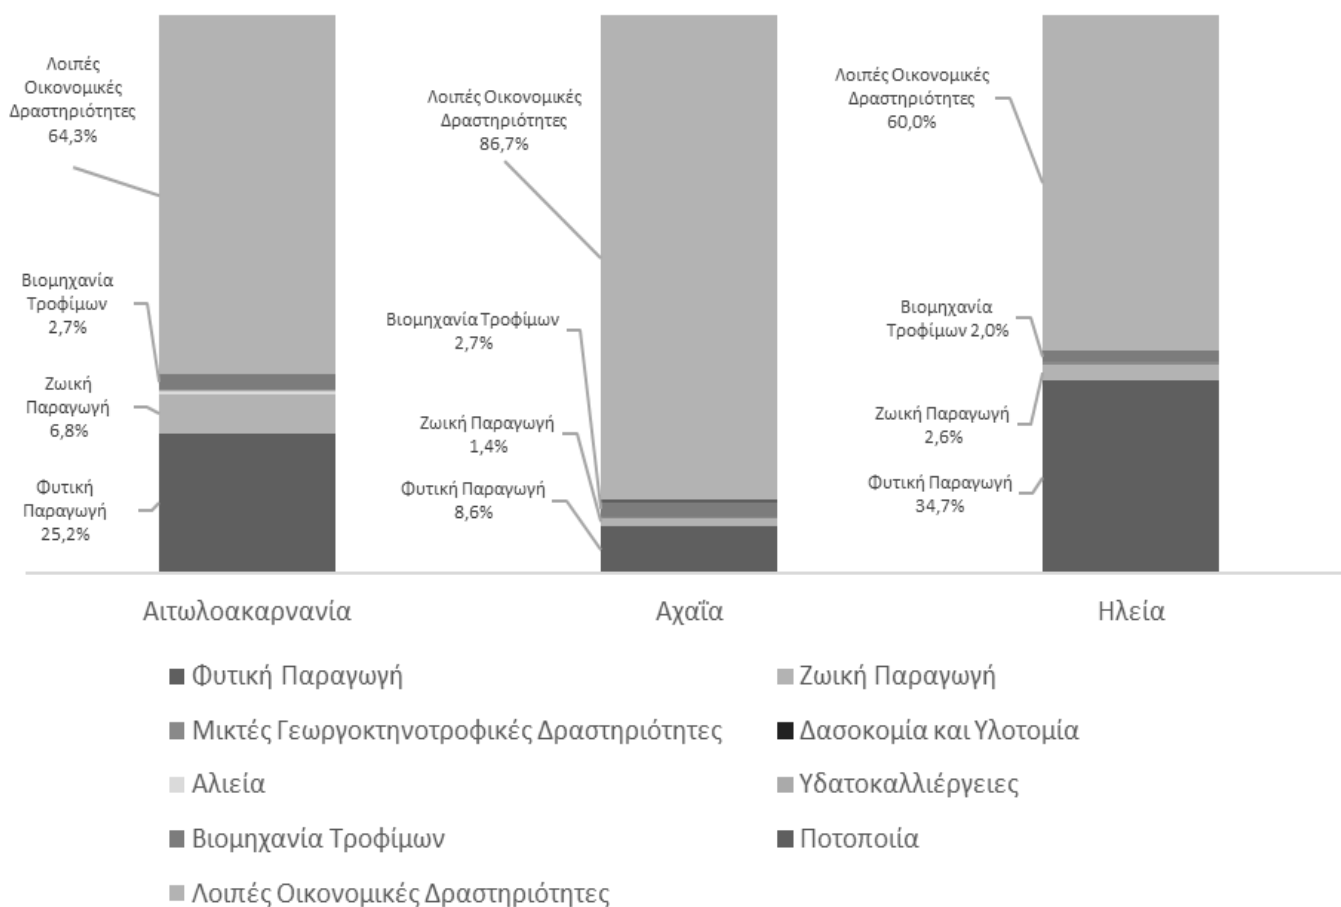 Λοιπές
Οικονομικές
Δραστηριότητες
64,3%
Βιομηχανία
Τροφίμων
2,7%
Ζωική
Παραγωγή
6,8%
Φυτική
Παραγωγή
25,2%
Λοιπές Οικονομικές
Δραστηριότητες
86,7%
Βιομηχανία Τροφίμων
2,7%
Ζωική Παραγωγή
1,4%
Φυτική Παραγωγή
8,6%
Λοιπές Οικονομικές
Δραστηριότητες
60,0%
Βιομηχανία
Τροφίμων 2,0%
Ζωική Παραγωγή
2,6%
Φυτική Παραγωγή
34,7%
Αιτωλοακαρνανία
Αχαΐα
Ηλεία
Φυτική Παραγωγή
Ζωική Παραγωγή
Μικτές Γεωργοκτηνοτροφικές Δραστηριότητες
Δασοκομία και Υλοτομία
Αλιεία
Υδατοκαλλιέργειες
Βιομηχανία Τροφίμων
Ποτοποιία
Λοιπές Οικονομικές Δραστηριότητες